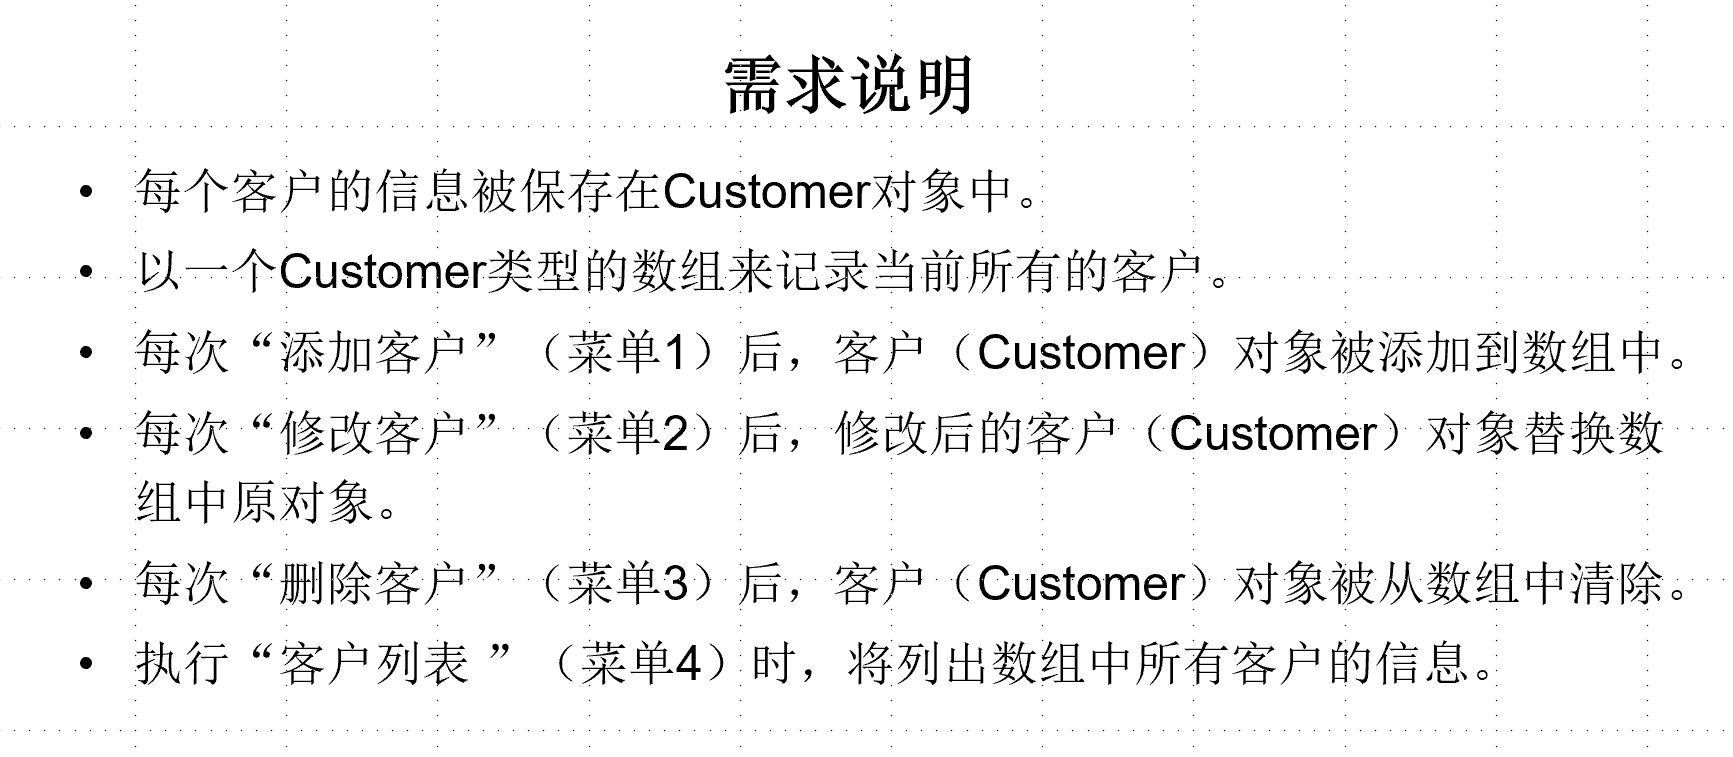 需求说明
• 每个客户的信息被保存在Customer对象中。
• 以一个Customer类型的数组来记录当前所有的客户。
• 每次“添加客户”（菜单1）后，客户（Customer）对象被添加到数组中。
• 每次“修改客户”（菜单2）后，修改后的客户（Customer）对象替换数
组中原对象。
• 每次“删除客户”（菜单3）后，客户（Customer）对象被从数组中清除。
• 执行“客户列表 ”（菜单4）时，将列出数组中所有客户的信息。